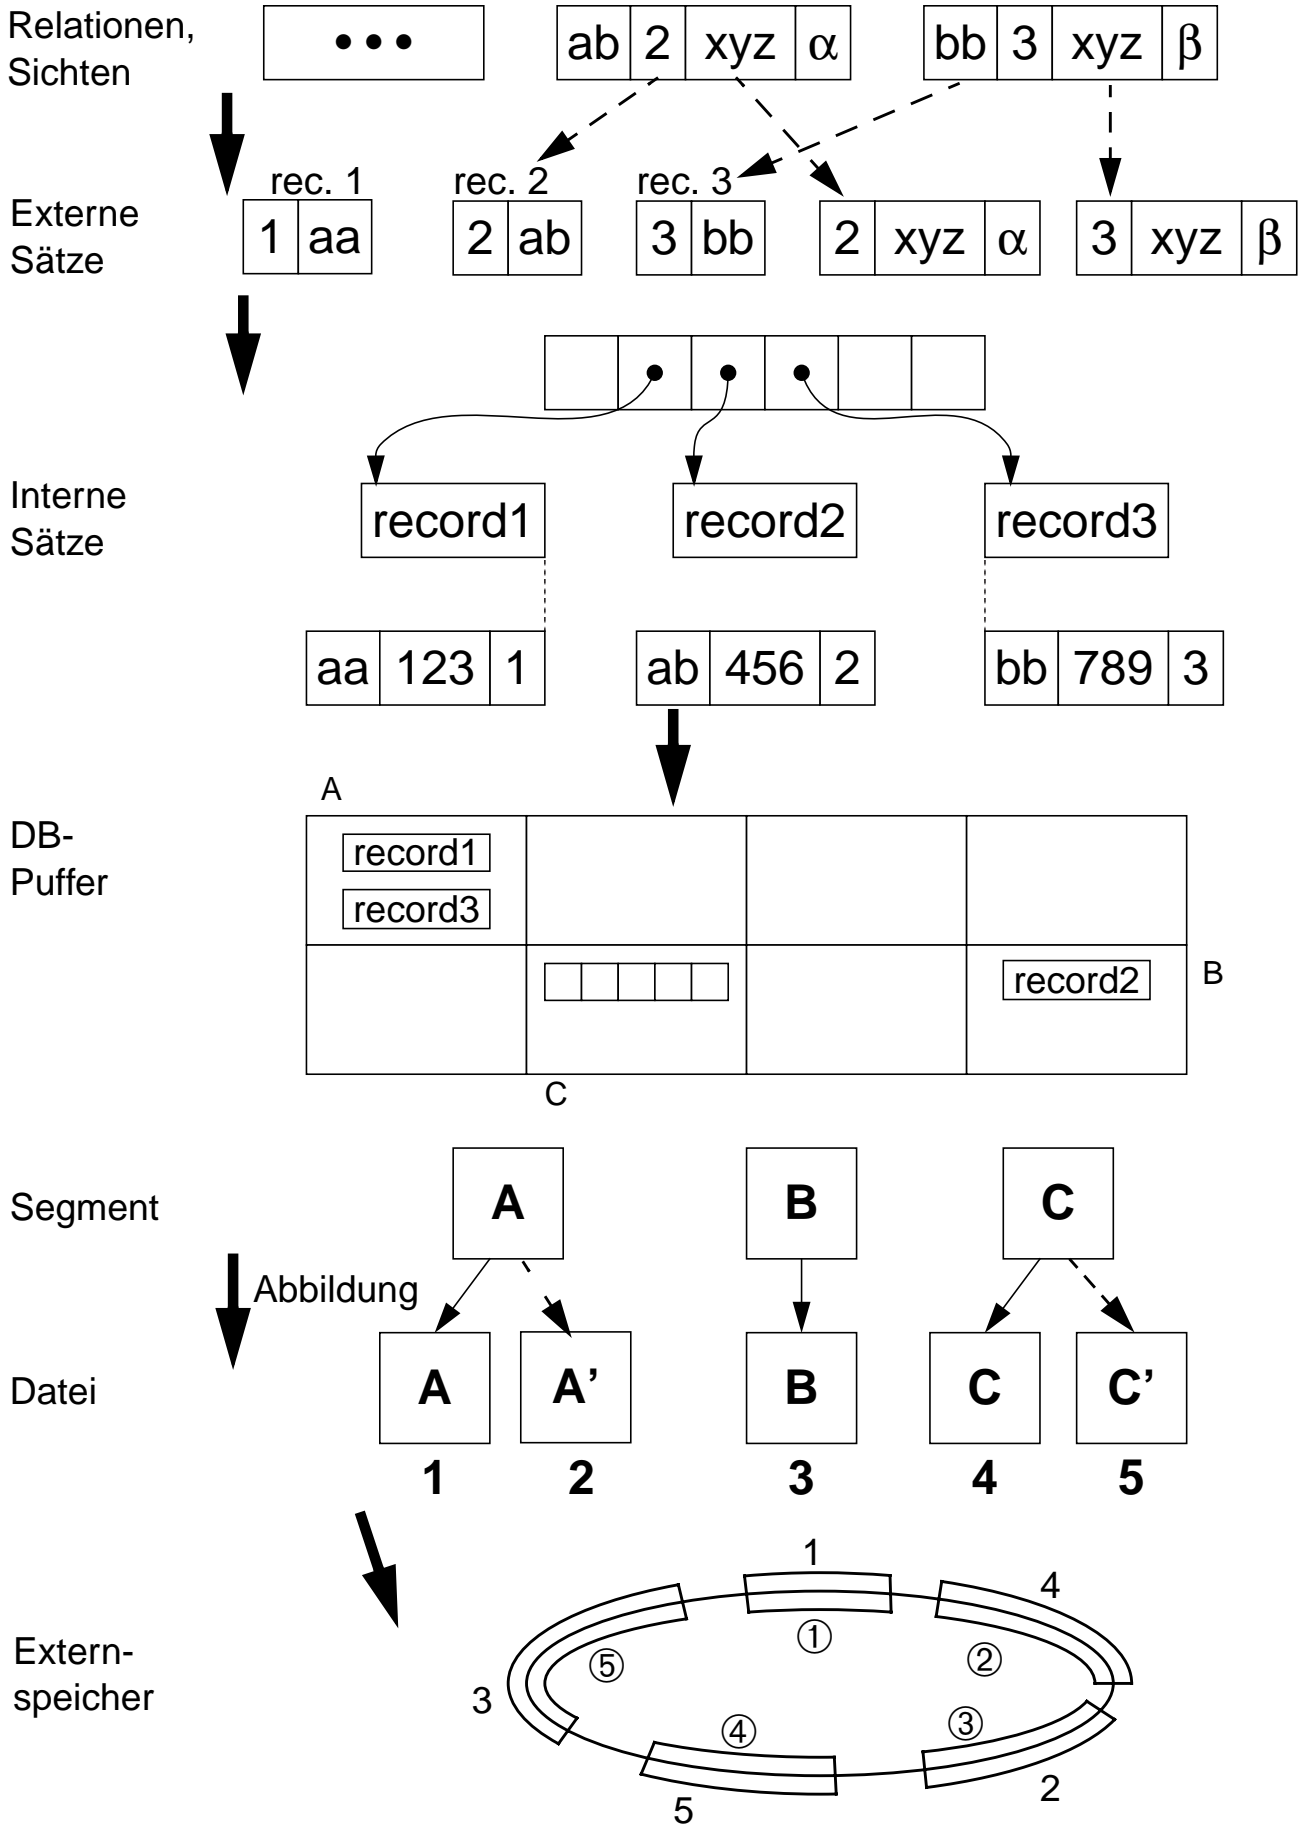 Relationen,
Sichten
••• ab 2 xyz α bb 3 xyz β
rec. 1 rec. 2 rec. 3
Externe
Sätze
1 aa 2 ab 3 bb 2 xyz α 3 xyz β
Interne
Sätze
record1 record2 record3
aa 123 1 ab 456 2 bb 789 3
A
DB-
Puffer
record1
record3
record2
B
C
Segment
A B C
Abbildung
Datei
A A’ B C C’
1 2 3 4 5
Extern-
speicher
1
4
①
⑤ ②
3
④ ③
5 2